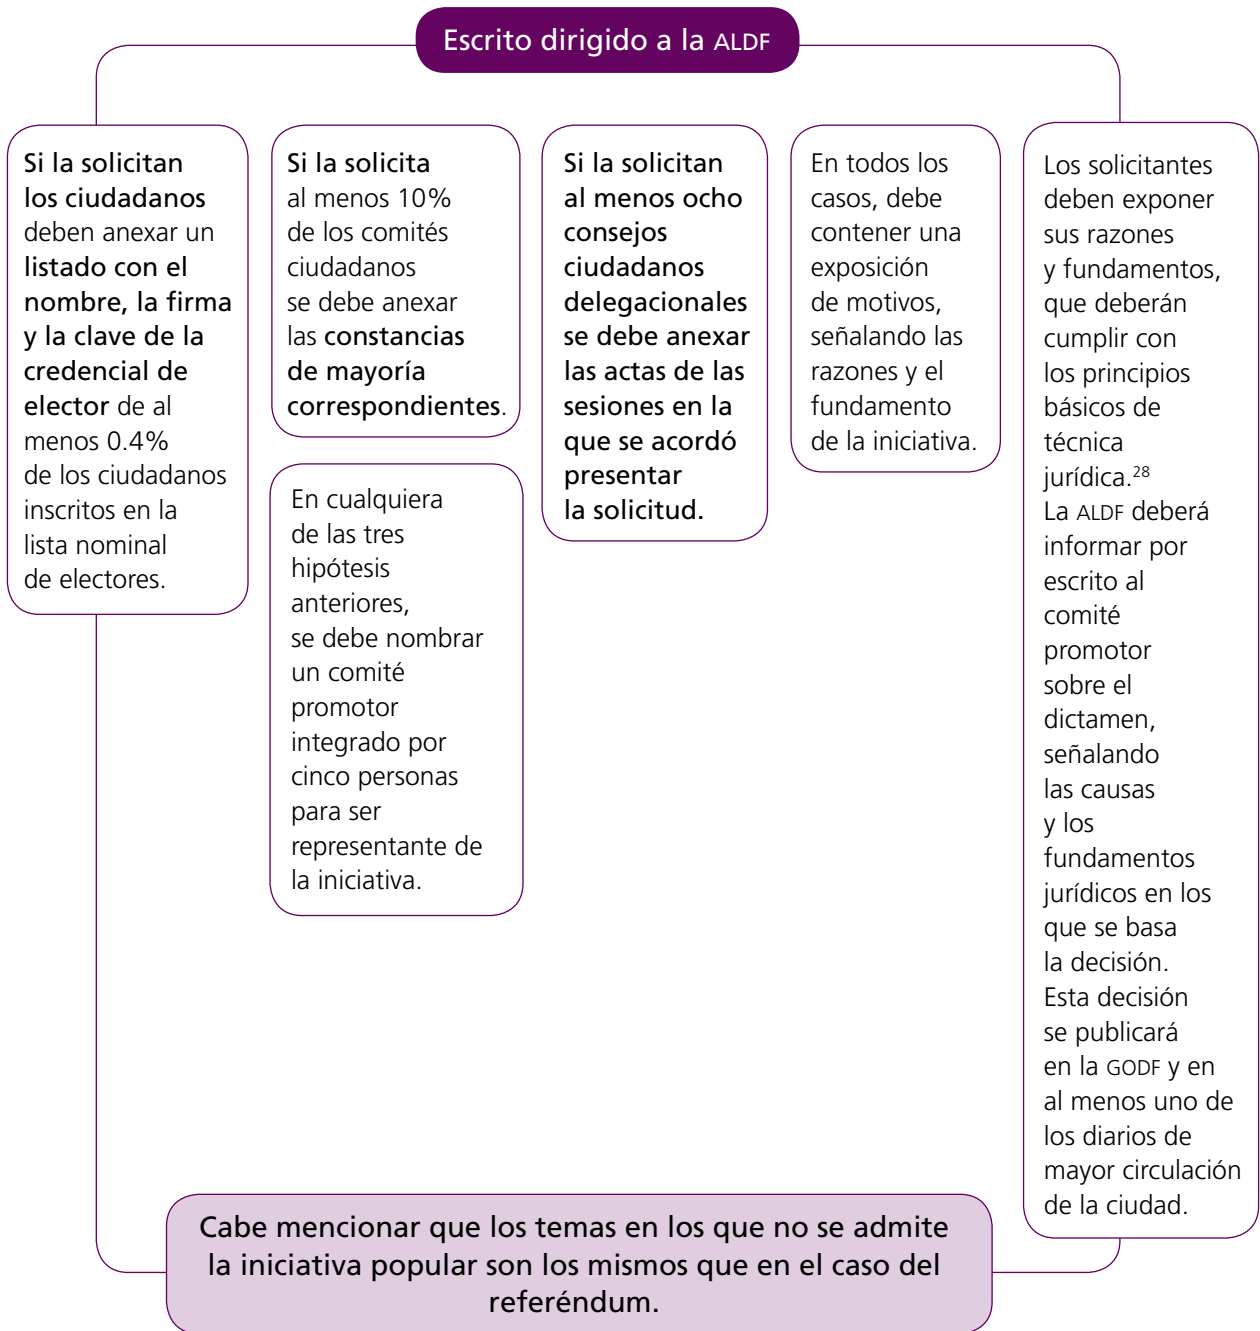 Escrito dirigido a la ALDF
Si la solicitan
los ciudadanos
deben anexar un
listado con el
nombre, la firma
y la clave de la
credencial de
elector de al
menos 0.4%
de los ciudadanos
inscritos en la
lista nominal
de electores.
Si la solicita
al menos 10%
de los comités
ciudadanos
se debe anexar
las constancias
de mayoría
correspondientes.
En cualquiera
de las tres
hipótesis
anteriores,
se debe nombrar
un comité
promotor
integrado por
cinco personas
para ser
representante de
la iniciativa.
Si la solicitan
al menos ocho
consejos
ciudadanos
delegacionales
se debe anexar
las actas de las
sesiones en la
que se acordó
presentar
la solicitud.
En todos los
casos, debe
contener una
exposición
de motivos,
señalando las
razones y el
fundamento
de la iniciativa.
Los solicitantes
deben exponer
sus razones
y fundamentos,
que deberán
cumplir con
los principios
básicos de
técnica
jurídica.28
La ALDF deberá
informar por
escrito al
comité
promotor
sobre el
dictamen,
señalando
las causas
y los
fundamentos
jurídicos en los
que se basa
la decisión.
Esta decisión
se publicará
en la GODF y en
al menos uno de
los diarios de
mayor circulación
de la ciudad.
Cabe mencionar que los temas en los que no se admite
la iniciativa popular son los mismos que en el caso del
referéndum.